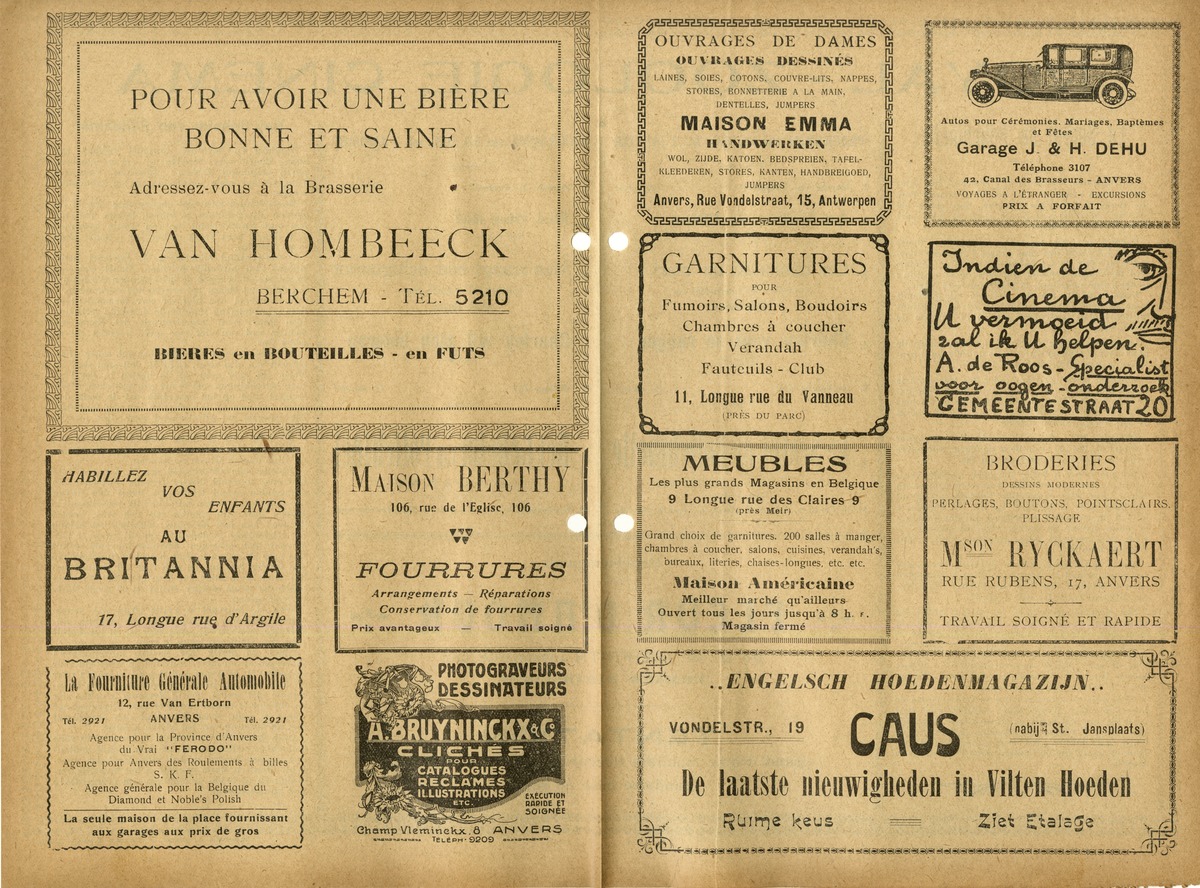 POUR AVOIR UNE BIÈRE
BONNE ET SAINE
Adressez-vous à la Brasserie
VAN HOMBEECK
BERCHEM - TÉL. 5210
BIERES en BOUTEILLES - en FUTS
HABILLEZ
VOS
ENFANTS
AU
BRITANNIA
17, Longue rue d'Argile
MAISON BERTHY
106, rue de l'Eglise, 106
FOURRURES
Arrangements — Réparations
Conservation de fourrures
Prix avantageux — Travail soigné
La Fourniture Générale Automobile
12, rue Van Ertborn
Tél. 2921 ANVERS Tél. 2921
Agence pour la Province d'Anvers
du Vrai "FERODO"
Agence pour Anvers des Roulements à billes
S. K. F.
Agence générale pour la Belgique du
Diamond et Noble's Polish
La seule maison de la place fournissant
aux garages aux prix de gros
PHOTOGRAVEURS
DESSINATEURS
A. BRUYNINCKX & Cº
CLICHÉS
POUR
CATALOGUES
RECLAMES
ILLUSTRATIONS
ETC.
EXÉCUTION
RAPIDE ET
SOIGNÉE
Champ Vleminckx, 8 ANVERS
TELÉPH-9209
OUVRAGES DE DAMES
OUVRAGES DESSINÉS
LAINES, SOIES, COTONS, COUVRE-LITS, NAPPES,
STORES, BONNETTERIE A LA MAIN,
DENTELLES, JUMPERS
MAISON EMMA
HANDWERKEN
WOL, ZIJDE, KATOEN, BEDSPREIEN, TAFEL-
KLEEDEREN, STORES, KANTEN, HANDBREIGOED,
JUMPERS
Anvers, Rue Vondelstraat, 15, Antwerpen
Autos pour Cérémonies, Mariages, Baptêmes
et Fêtes
Garage J. & H. DEHU
Téléphone 3107
42, Canal des Brasseurs - ANVERS
VOYAGES A L'ÉTRANGER - EXCURSIONS
PRIX A FORFAIT
GARNITURES
POUR
Fumoirs, Salons, Boudoirs
Chambres à coucher
Verandah
Fauteuils - Club
11, Longue rue du Vanneau
(PRÈS DU PARC)
Indien de
Cinema
U vermoeid
zal ik U helpen.
A. de Roos - Specialist
voor oogen-onderzoek
GEMEENTESTRAAT 20
MEUBLES
Les plus grands Magasins en Belgique
9 Longue rue des Claires 9
(près Meir)
Grand choix de garnitures. 200 salles à manger,
chambres à coucher, salons, cuisines, verandah's,
bureaux, literies, chaises-longues, etc. etc.
Maison Américaine
Meilleur marché qu'ailleurs
Ouvert tous les jours jusqu'à 8 h. r.
Magasin fermé
BRODERIES
DESSINS MODERNES
PERLAGES, BOUTONS, POINTSCLAIRS,
PLISSAGE
MSON RYCKAERT
RUE RUBENS, 17, ANVERS
TRAVAIL SOIGNÉ ET RAPIDE
..ENGELSCH HOEDENMAGAZIJN..
VONDELSTR., 19 CAUS (nabij St. Jansplaats)
De laatste nieuwigheden in Vilten Hoeden
Ruime keus Ziet Etalage